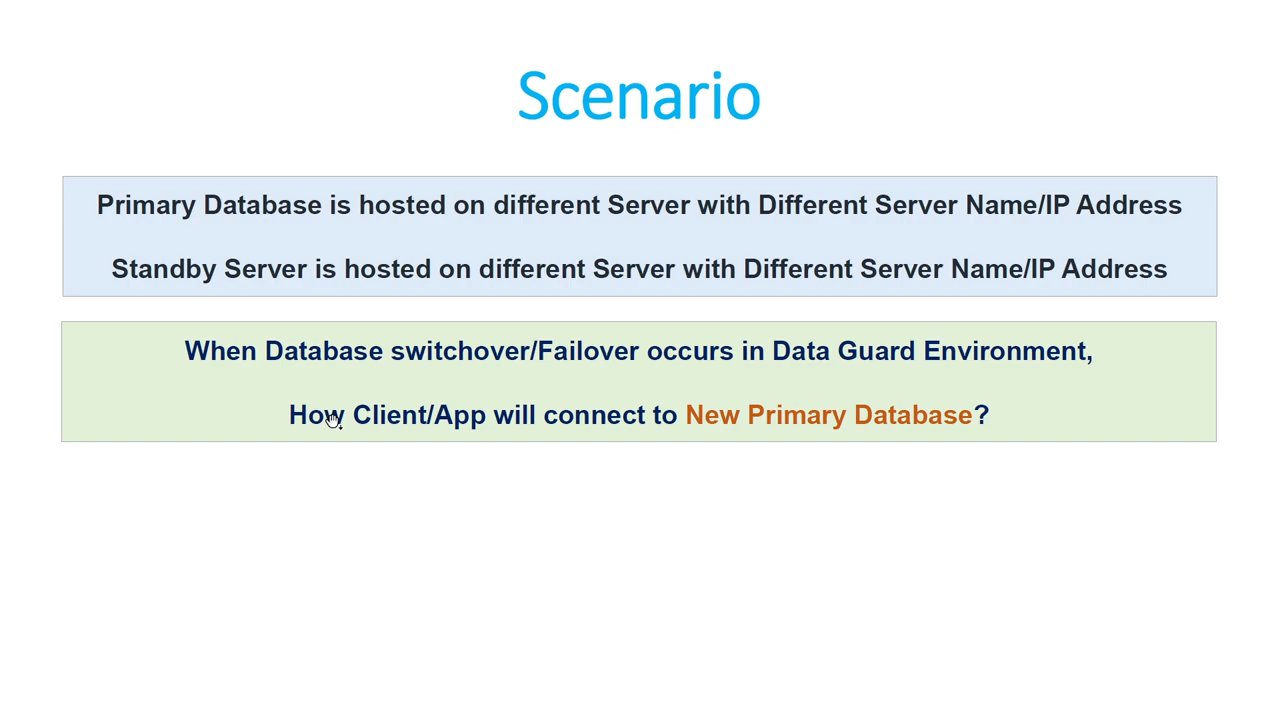 Scenario
Primary Database is hosted on different Server with Different Server Name/IP Address
Standby Server is hosted on different Server with Different Server Name/IP Address
When Database switchover/Failover occurs in Data Guard Environment,
How Client/App will connect to New Primary Database?